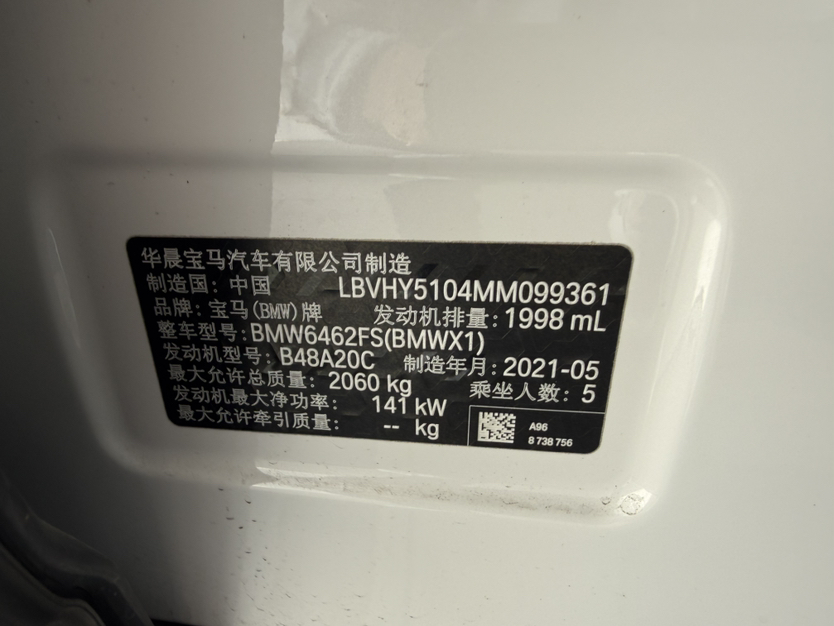 华晨宝马汽车有限公司制造
制造国: 中国 LBVHY5104MM099361
品牌: 宝马(BMW)牌 发动机排量: 1998 mL
整车型号: BMW6462FS(BMWX1)
发动机型号: B48A20C 制造年月: 2021-05
最大允许总质量: 2060 kg 乘坐人数: 5
发动机最大净功率: 141 kW
最大允许牵引质量: -- kg
A96
8 738 756